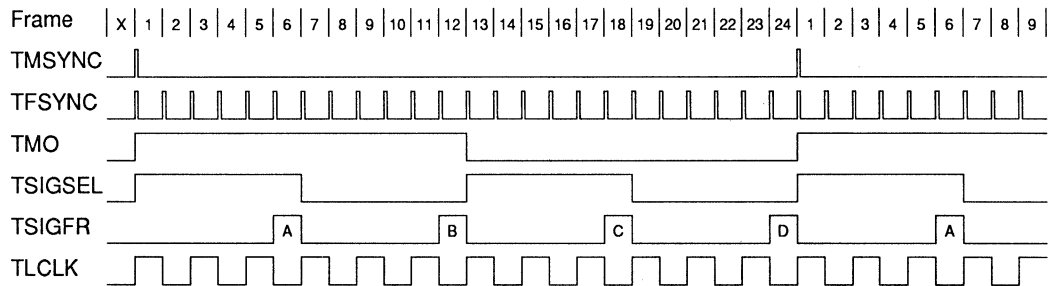 Frame X 1 2 3 4 5 6 7 8 9 10 11 12 13 14 15 16 17 18 19 20 21 22 23 24 1 2 3 4 5 6 7 8 9
TMSYNC
TFSYNC
TMO
TSIGSEL
TSIGFR A B C D A
TLCLK